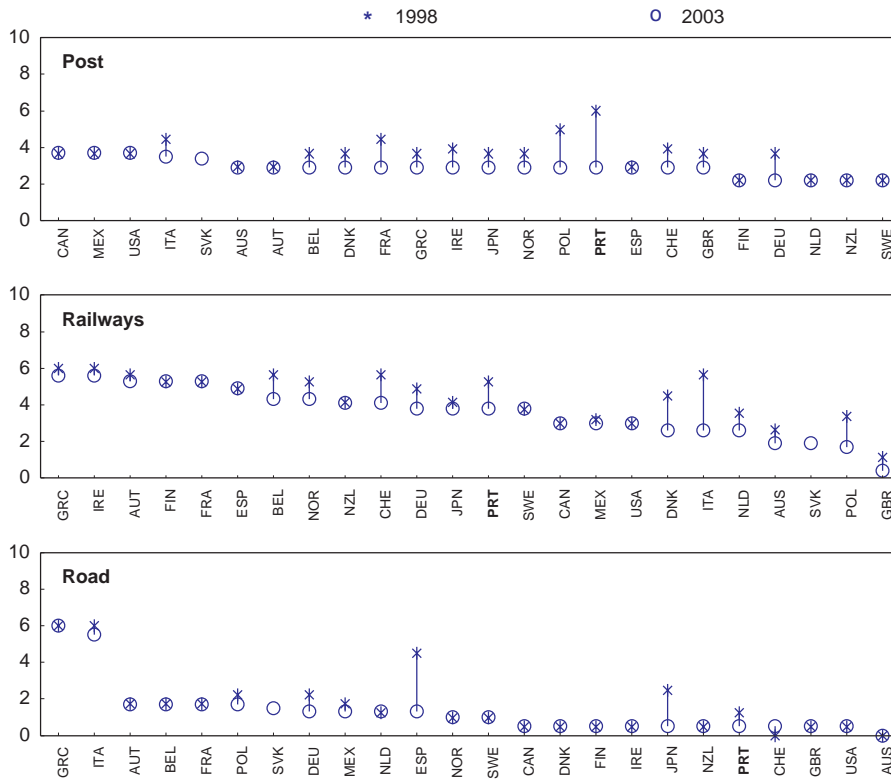 * 1998 o 2003
10
Post
8
6
4
2
0
CAN MEX USA ITA SVK AUS AUT BEL DNK FRA GRC IRE JPN NOR POL PRT ESP CHE GBR FIN DEU NLD NZL SWE
10
Railways
8
6
4
2
0
GRC IRE AUT FIN FRA ESP BEL NOR NZL CHE DEU JPN PRT SWE CAN MEX USA DNK ITA NLD AUS SVK POL GBR
10
Road
8
6
4
2
0
GRC ITA AUT BEL FRA POL SVK DEU MEX NLD ESP NOR SWE CAN DNK FIN IRE JPN NZL PRT CHE GBR USA AUS